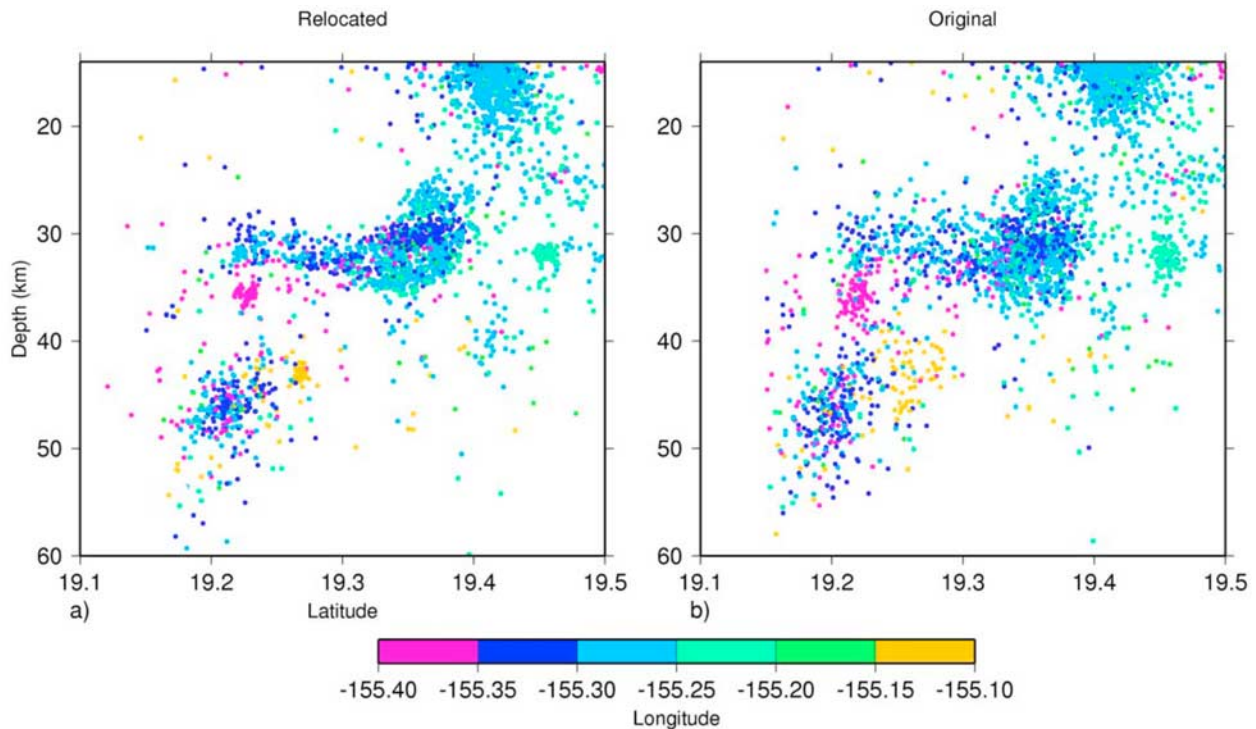 Relocated Original
20 20
30 30
Depth (km)
40 40
50 50
60 60
19.1 19.2 19.3 19.4 19.5 19.1 19.2 19.3 19.4 19.5
a) Latitude b)
-155.40 -155.35 -155.30 -155.25 -155.20 -155.15 -155.10
Longitude